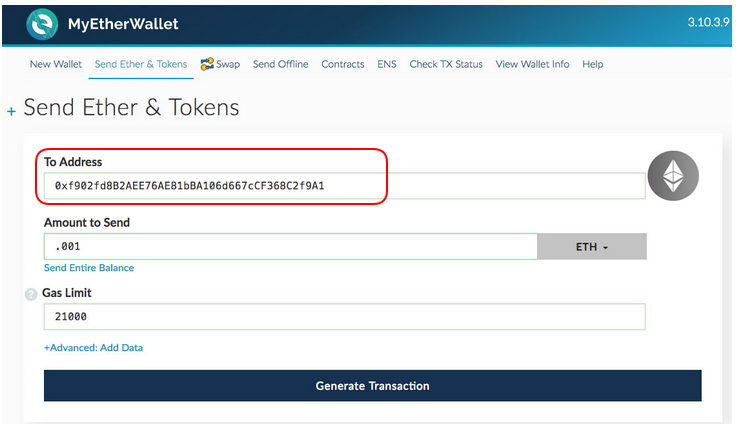 MyEtherWallet
3.10.3.9
New Wallet Send Ether & Tokens Swap Send Offline Contracts ENS Check TX Status View Wallet Info Help
+ Send Ether & Tokens
To Address
0xf902fd8B2AEE76AE81bBA106d667cCF368C2f9A1
Amount to Send
.001
ETH
Send Entire Balance
? Gas Limit
21000
+Advanced: Add Data
Generate Transaction